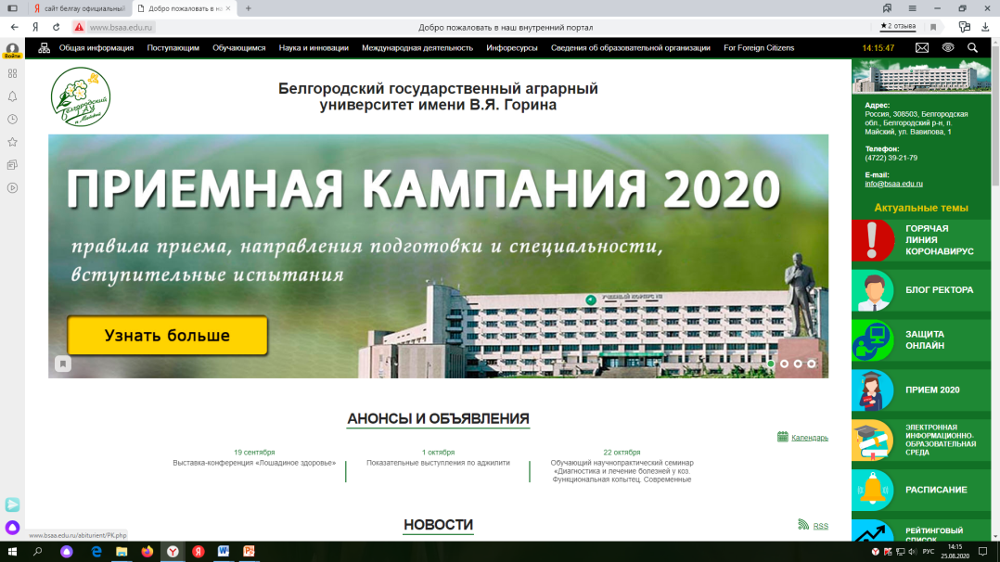 сайт белгау официальный
Добро пожаловать в на
www.bsaa.edu.ru
Добро пожаловать в наш внутренний портал
2 отзыва
Войти
Общая информация Поступающим Обучающимся Наука и инновации Международная деятельность Инфоресурсы Сведения об образовательной организации For Foreign Citizens
14:15:47
Белгородский
ГАУ
Белгородский государственный аграрный
университет имени В.Я. Горина
ПРИЕМНАЯ КАМПАНИЯ 2020
правила приема, направления подготовки и специальности,
вступительные испытания
УЧЕБНЫЙ КОРПУС
Узнать больше
Адрес:
Россия, 308503, Белгородская
обл., Белгородский р-н, п.
Майский, ул. Вавилова, 1
Телефон:
(4722) 39-21-79
E-mail:
info@bsaa.edu.ru
Актуальные темы
ГОРЯЧАЯ
ЛИНИЯ
КОРОНАВИРУС
БЛОГ РЕКТОРА
ЗАЩИТА
ОНЛАЙН
ПРИЕМ 2020
ЭЛЕКТРОННАЯ
ИНФОРМАЦИОННО-
ОБРАЗОВАТЕЛЬНАЯ
СРЕДА
РАСПИСАНИЕ
РЕЙТИНГОВЫЙ
СПИСОК
АНОНСЫ И ОБЪЯВЛЕНИЯ
Календарь
19 сентября
Выставка-конференция «Лошадиное здоровье»
1 октября
Показательные выступления по аджилити
22 октября
Обучающий научнопрактический семинар
«Диагностика и лечение болезней у коз.
Функциональная копытец. Современные
НОВОСТИ
RSS
www.bsaa.edu.ru/abiturient/PK.php
РУС
14:15
25.08.2020